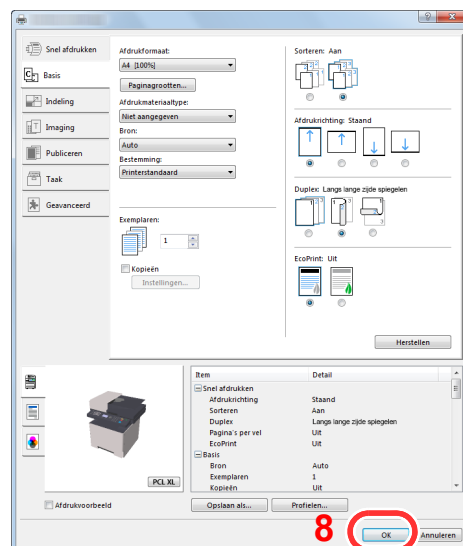 Snel afdrukken
Basis
Indeling
Imaging
Publiceren
Taak
Geavanceerd
Afdrukformaat:
A4 [100%]
Paginagrootten...
Afdrukmateriaaltype:
Niet aangegeven
Bron:
Auto
Bestemming:
Printerstandaard
Exemplaren:
1
Kopieën
Instellingen...
Sorteren: Aan
Afdrukrichting: Staand
Duplex: Langs lange zijde spiegelen
EcoPrint: Uit
Herstellen
PCL XL
Afdrukvoorbeeld
Item Detail
Snel afdrukken
Afdrukrichting Staand
Sorteren Aan
Duplex Langs lange zijde spiegelen
Pagina's per vel Uit
EcoPrint Uit
Basis
Bron Auto
Exemplaren 1
Kopieën Uit
Opslaan als... Profielen...
8 OK Annuleren